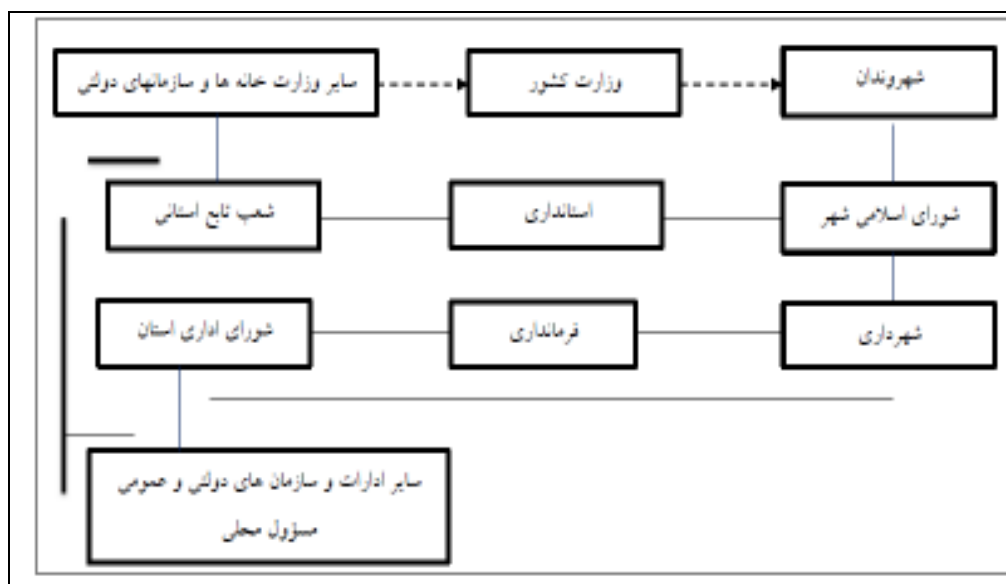 شهروندان
وزارت کشور
سایر وزارت خانه ها و سازمانهای دولتی
شورای اسلامی شهر
استانداری
شعب تابع استانی
شهرداری
فرمانداری
شورای اداری استان
سایر ادارات و سازمان های دولتی و عمومی
مسؤول محلی